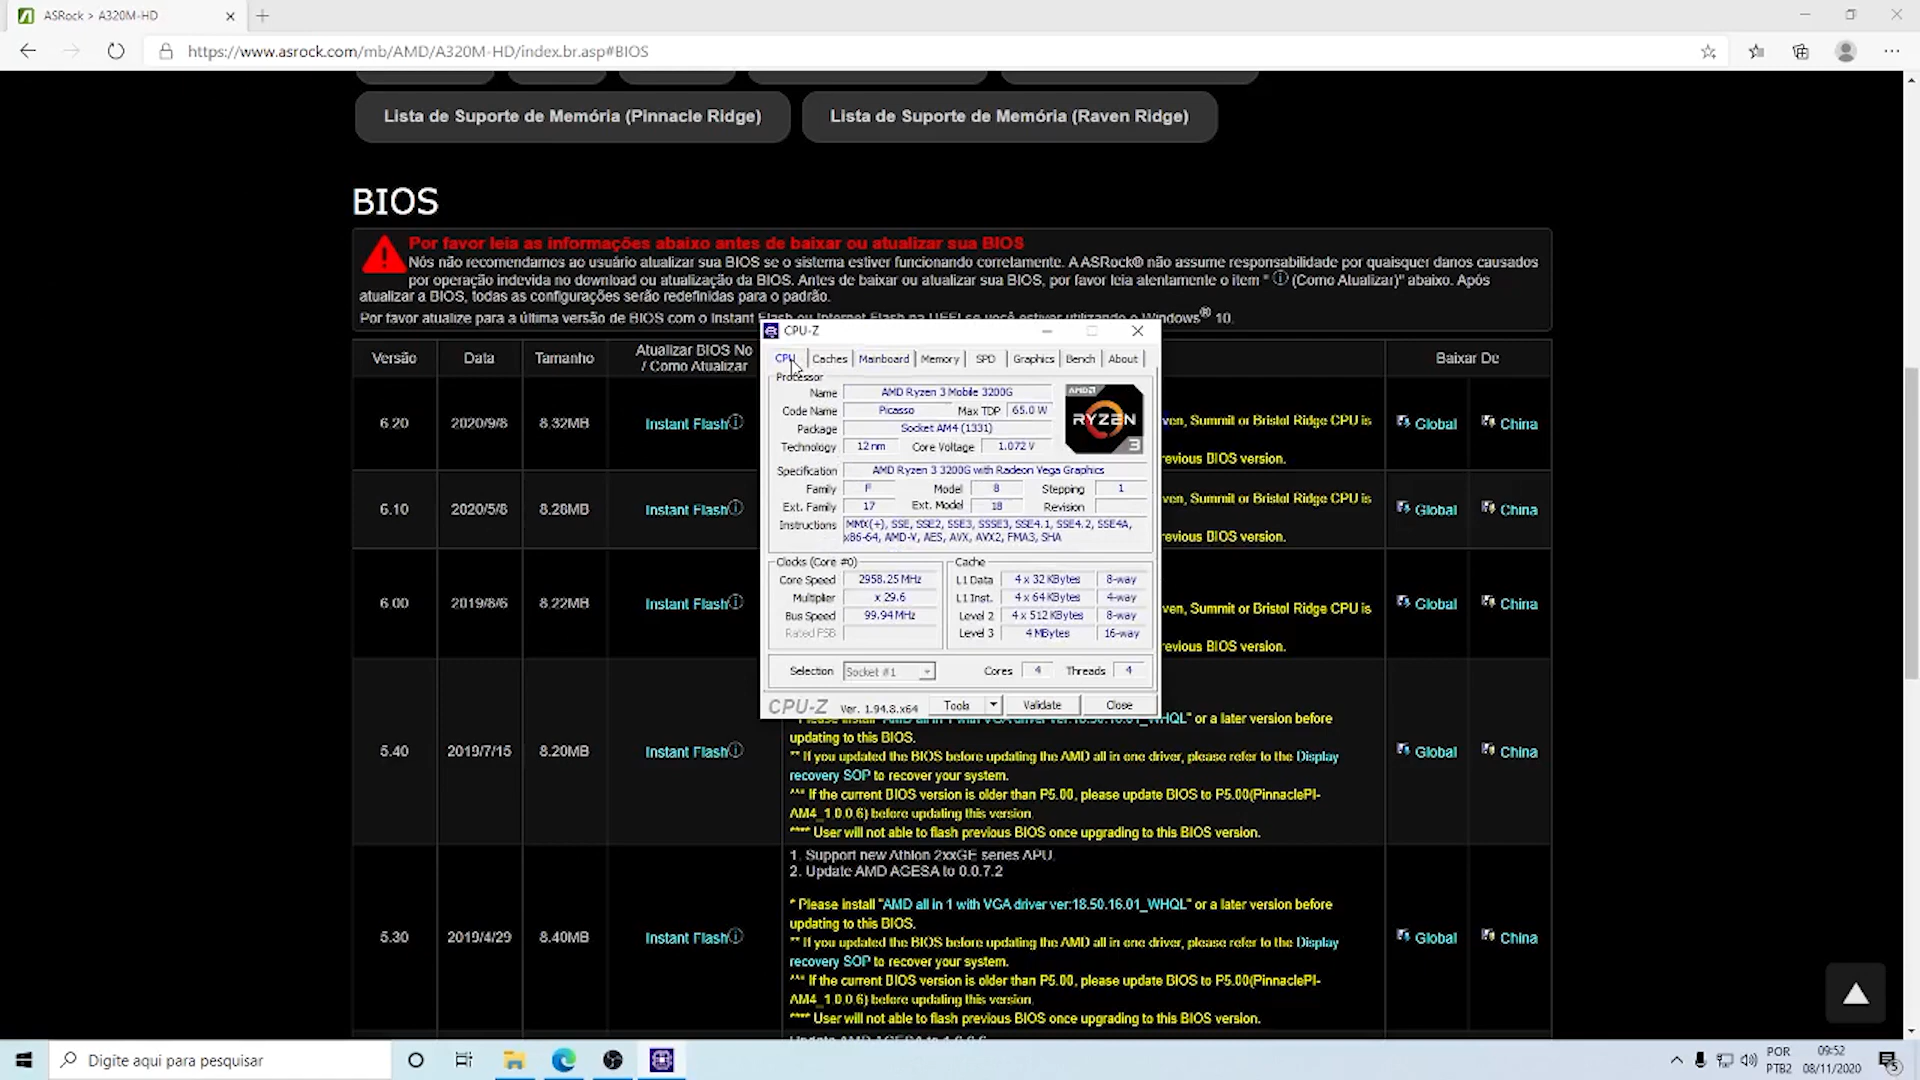 ASRock > A320M-HD
https://www.asrock.com/mb/AMD/A320M-HD/index.br.asp#BIOS
Lista de Suporte de Memória (Pinnacle Ridge)
Lista de Suporte de Memória (Raven Ridge)
BIOS
Por favor leia as informações abaixo antes de baixar ou atualizar sua BIOS
Nós não recomendamos ao usuário atualizar sua BIOS se o sistema estiver funcionando corretamente. A ASRock® não assume responsabilidade por quaisquer danos causados
por operação indevida no download ou atualização da BIOS. Antes de baixar ou atualizar sua BIOS, por favor leia atentamente o item " ⓘ (Como Atualizar)" abaixo. Após
atualizar a BIOS, todas as configurações serão redefinidas para o padrão.
Por favor atualize para a última versão de BIOS com o Instant Flash ou Internet Flash na UEFI se você estiver utilizando o Windows® 10.
Versão
Data
Tamanho
Atualizar BIOS No
/ Como Atualizar
Baixar De
6.20
2020/9/8
8.32MB
Instant Flash ⓘ
ven, Summit or Bristol Ridge CPU is
revious BIOS version.
Global
China
6.10
2020/5/8
8.28MB
Instant Flash ⓘ
ven, Summit or Bristol Ridge CPU is
revious BIOS version.
Global
China
6.00
2019/8/6
8.22MB
Instant Flash ⓘ
ven, Summit or Bristol Ridge CPU is
revious BIOS version.
Global
China
5.40
2019/7/15
8.20MB
Instant Flash ⓘ
* Please install "AMD all in 1 with VGA driver ver:18.50.16.01_WHQL" or a later version before
updating to this BIOS.
** If you updated the BIOS before updating the AMD all in one driver, please refer to the Display
recovery SOP to recover your system.
*** If the current BIOS version is older than P5.00, please update BIOS to P5.00(PinnaclePI-
AM4_1.0.0.6) before updating this version.
**** User will not able to flash previous BIOS once upgrading to this BIOS version.
Global
China
5.30
2019/4/29
8.40MB
Instant Flash ⓘ
1. Support new Athlon 2xxGE series APU.
2. Update AMD AGESA to 0.0.7.2
* Please install "AMD all in 1 with VGA driver ver:18.50.16.01_WHQL" or a later version before
updating to this BIOS.
** If you updated the BIOS before updating the AMD all in one driver, please refer to the Display
recovery SOP to recover your system.
*** If the current BIOS version is older than P5.00, please update BIOS to P5.00(PinnaclePI-
AM4_1.0.0.6) before updating this version.
**** User will not able to flash previous BIOS once upgrading to this BIOS version.
Global
China
CPU-Z
CPU Caches Mainboard Memory SPD Graphics Bench About
Processor
Name AMD Ryzen 3 Mobile 3200G
Code Name Picasso Max TDP 65.0 W
Package Socket AM4 (1331)
Technology 12 nm Core Voltage 1.072 V
AMD
RYZEN
3
Specification AMD Ryzen 3 3200G with Radeon Vega Graphics
Family F Model 8 Stepping 1
Ext. Family 17 Ext. Model 18 Revision
Instructions MMX(+), SSE, SSE2, SSE3, SSSE3, SSE4.1, SSE4.2, SSE4A,
x86-64, AMD-V, AES, AVX, AVX2, FMA3, SHA
Clocks (Core #0)
Core Speed 2958.25 MHz
Multiplier x 29.6
Bus Speed 99.94 MHz
Rated FSB
Cache
L1 Data 4 x 32 KBytes 8-way
L1 Inst. 4 x 64 KBytes 4-way
Level 2 4 x 512 KBytes 8-way
Level 3 4 MBytes 16-way
Selection Socket #1 Cores 4 Threads 4
CPU-Z Ver. 1.94.8.x64 Tools Validate Close
Digite aqui para pesquisar
POR
PTB2
09:52
08/11/2020
5